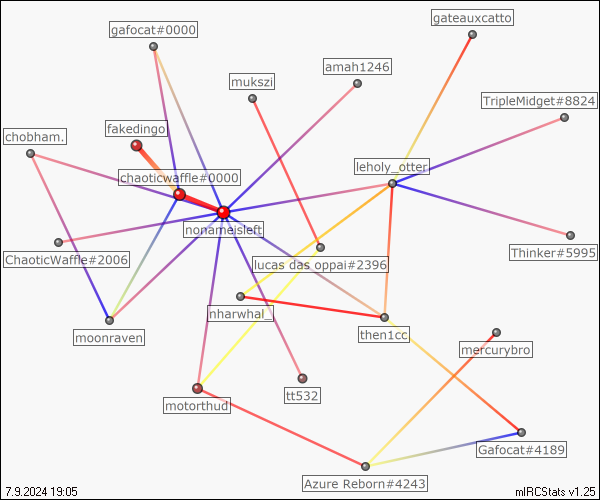 gateauxcatto
gafocat#0000
amah1246
mukszi
TripleMidget#8824
fakedingo
chobham.
leholy_otter
chaoticwaffle#0000
nonameisleft
Thinker#5995
ChaoticWaffle#2006
lucas das oppai#2396
nharwhal_
then1cc
moonraven
mercurybro
tt532
motorthud
Gafocat#4189
Azure Reborn#4243
7.9.2024 19:05
mIRCStats v1.25